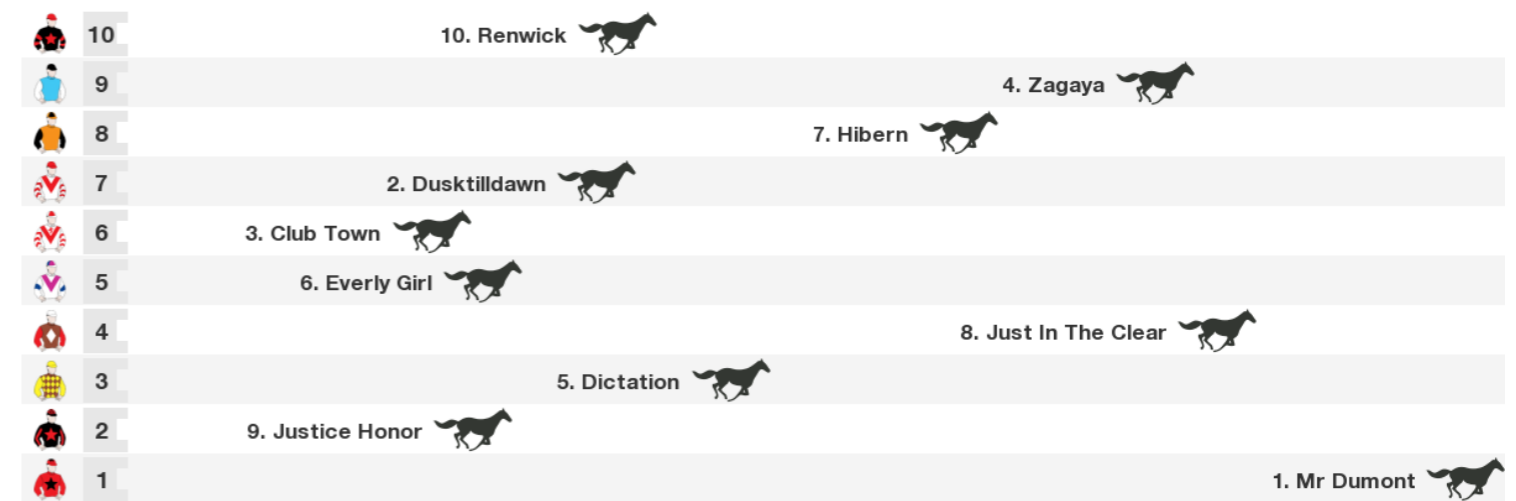 10 10. Renwick
9 4. Zagaya
8 7. Hibern
7 2. Dusktilldawn
6 3. Club Town
5 6. Everly Girl
4 8. Just In The Clear
3 5. Dictation
2 9. Justice Honor
1 1. Mr Dumont